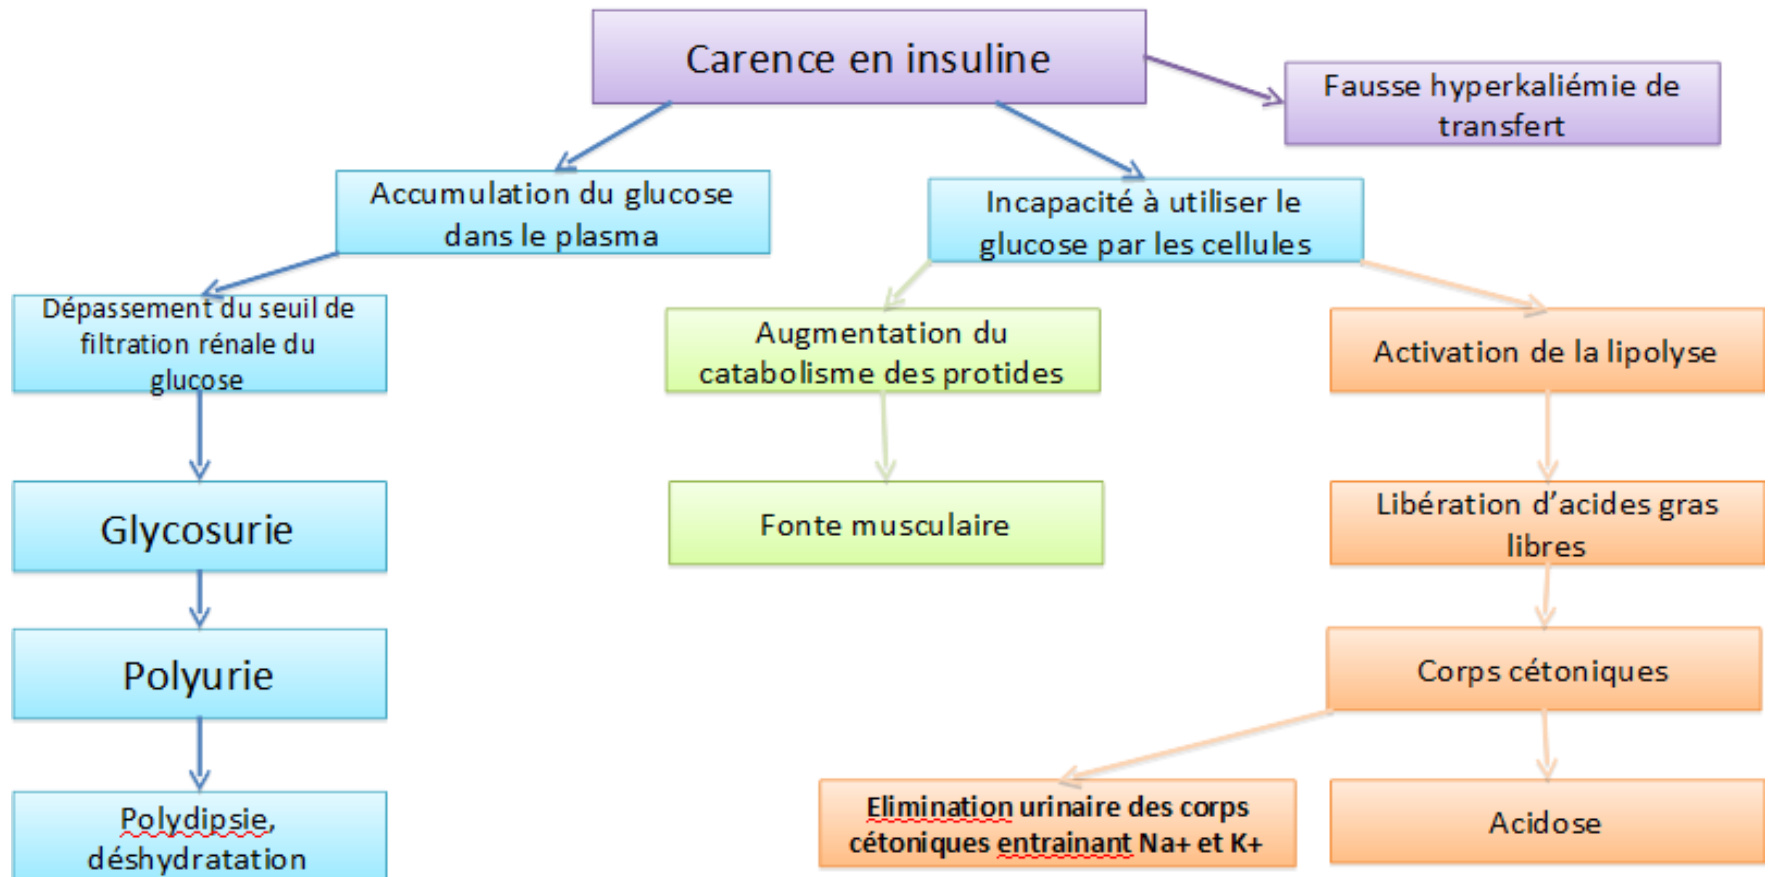 Carence en insuline
Fausse hyperkaliémie de
transfert
Accumulation du glucose
dans le plasma
Incapacité à utiliser le
glucose par les cellules
Dépassement du seuil de
filtration rénale du
glucose
Augmentation du
catabolisme des protides
Activation de la lipolyse
Glycosurie
Fonte musculaire
Libération d’acides gras
libres
Polyurie
Corps cétoniques
Polydipsie,
déshydratation
Elimination urinaire des corps
cétoniques entrainant Na+ et K+
Acidose